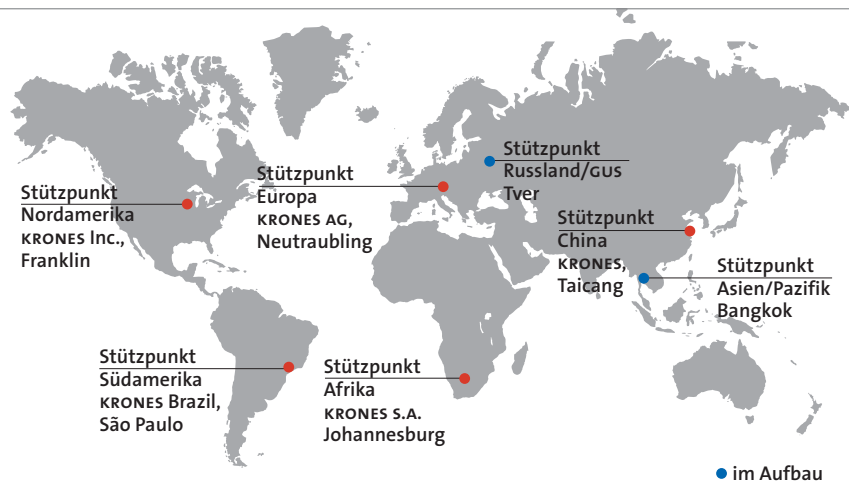 Stützpunkt
Nordamerika
KRONES Inc.,
Franklin
Stützpunkt
Europa
KRONES AG,
Neutraubling
Stützpunkt
Russland/GUS
Tver
Stützpunkt
China
KRONES,
Taicang
Stützpunkt
Asien/Pazifik
Bangkok
Stützpunkt
Südamerika
KRONES Brazil,
São Paulo
Stützpunkt
Afrika
KRONES S.A.
Johannesburg
im Aufbau